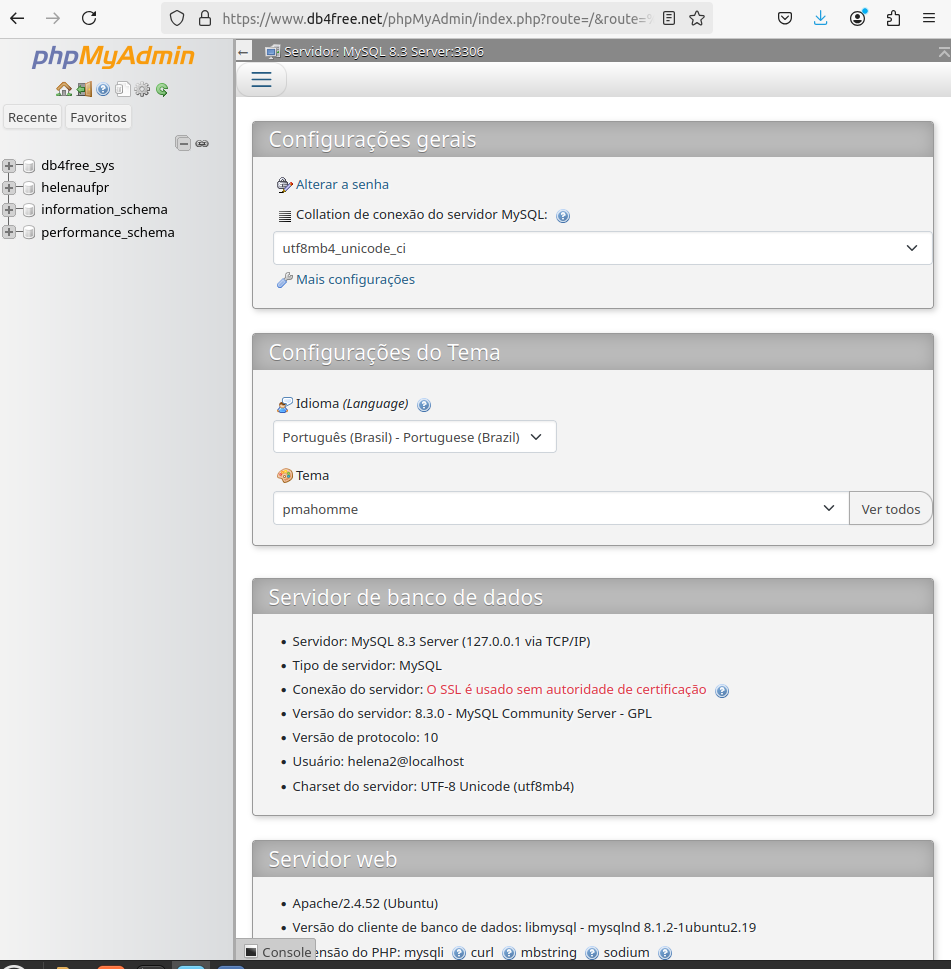 https://www.db4free.net/phpMyAdmin/index.php?route=/&route=%
phpMyAdmin
Recente Favoritos
db4free_sys
helenaufpr
information_schema
performance_schema
Servidor: MySQL 8.3 Server:3306
Configurações gerais
Alterar a senha
Collation de conexão do servidor MySQL:
utf8mb4_unicode_ci
Mais configurações
Configurações do Tema
Idioma (Language)
Português (Brasil) - Portuguese (Brazil)
Tema
pmahomme Ver todos
Servidor de banco de dados
• Servidor: MySQL 8.3 Server (127.0.0.1 via TCP/IP)
• Tipo de servidor: MySQL
• Conexão do servidor: O SSL é usado sem autoridade de certificação
• Versão do servidor: 8.3.0 - MySQL Community Server - GPL
• Versão de protocolo: 10
• Usuário: helena2@localhost
• Charset do servidor: UTF-8 Unicode (utf8mb4)
Servidor web
• Apache/2.4.52 (Ubuntu)
• Versão do cliente de banco de dados: libmysql - mysqlnd 8.1.2-1ubuntu2.19
Console ensão do PHP: mysqli curl mbstring sodium